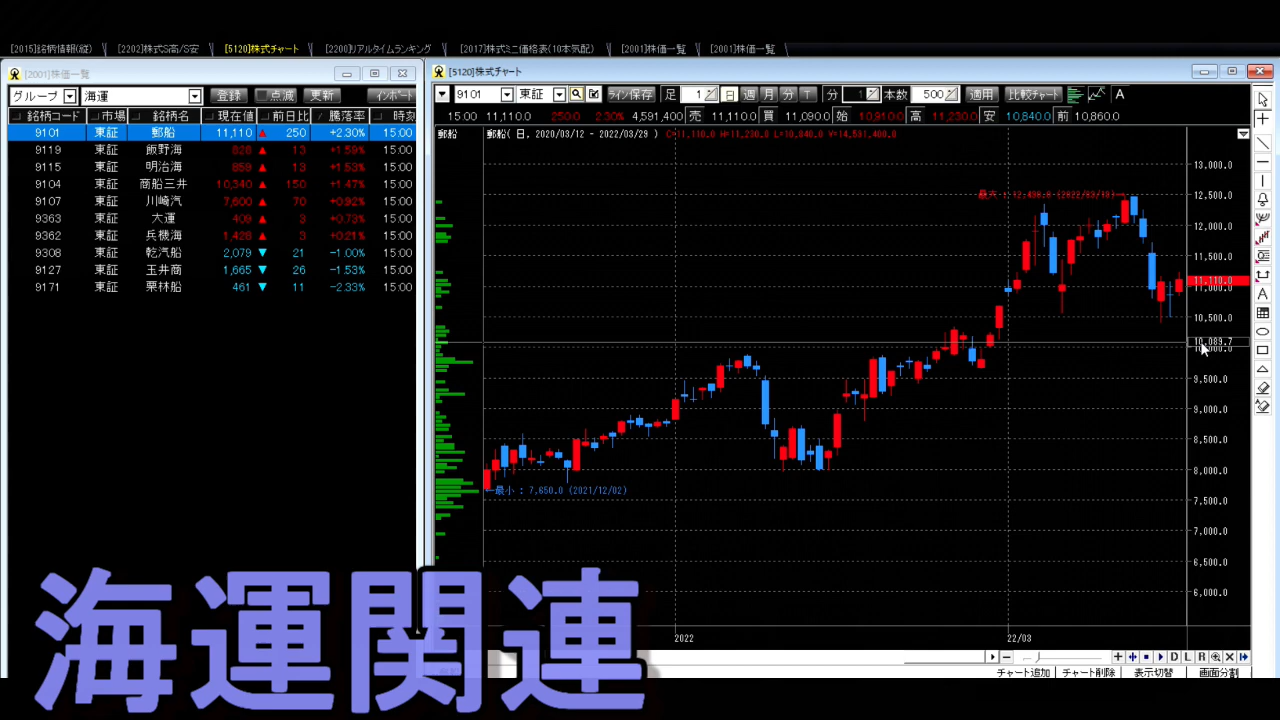 [2015]銘柄情報(縦) [2202]株式S高/S安 [5120]株式チャート [2200]リアルタイムランキング [2017]株式ミニ価格表(10本気配) [2001]株価一覧 [2001]株価一覧
[2001]株価一覧
グループ 海運 登録 点滅 更新 インポート
銘柄コード 市場 銘柄名 現在値 前日比 騰落率 時刻
9101 東証 郵船 11,110 ▲ 250 +2.30% 15:00
9119 東証 飯野海 828 ▲ 13 +1.59% 15:00
9115 東証 明治海 859 ▲ 13 +1.53% 15:00
9104 東証 商船三井 10,340 ▲ 150 +1.47% 15:00
9107 東証 川崎汽 7,600 ▲ 70 +0.92% 15:00
9363 東証 大運 409 ▲ 3 +0.73% 15:00
9362 東証 兵機海 1,428 ▲ 3 +0.21% 15:00
9308 東証 乾汽船 2,079 ▼ 21 -1.00% 15:00
9127 東証 玉井商 1,665 ▼ 26 -1.53% 15:00
9171 東証 栗林船 461 ▼ 11 -2.33% 15:00
[5120]株式チャート
9101 東証 ライン保存 足 1 日 週 月 分 T 分 1 本数 500 適用 比較チャート A
15:00 11,110.0 250.0 2.30% 4,591,400 売 11,110.0 買 11,090.0 始 10,910.0 高 11,230.0 安 10,840.0 前 10,860.0
郵船 郵船( 日, 2020/03/12 - 2022/03/29 )
13,000.0
12,500.0
12,000.0
11,500.0
11,110.0
11,000.0
10,500.0
10,089.7
10,000.0
9,500.0
9,000.0
8,500.0
8,000.0
←最小 : 7,650.0 (2021/12/02)
7,500.0
7,000.0
6,500.0
6,000.0
2022 22/03
D L R
チャート追加 チャート削除 表示切替 画面分割
海運関連